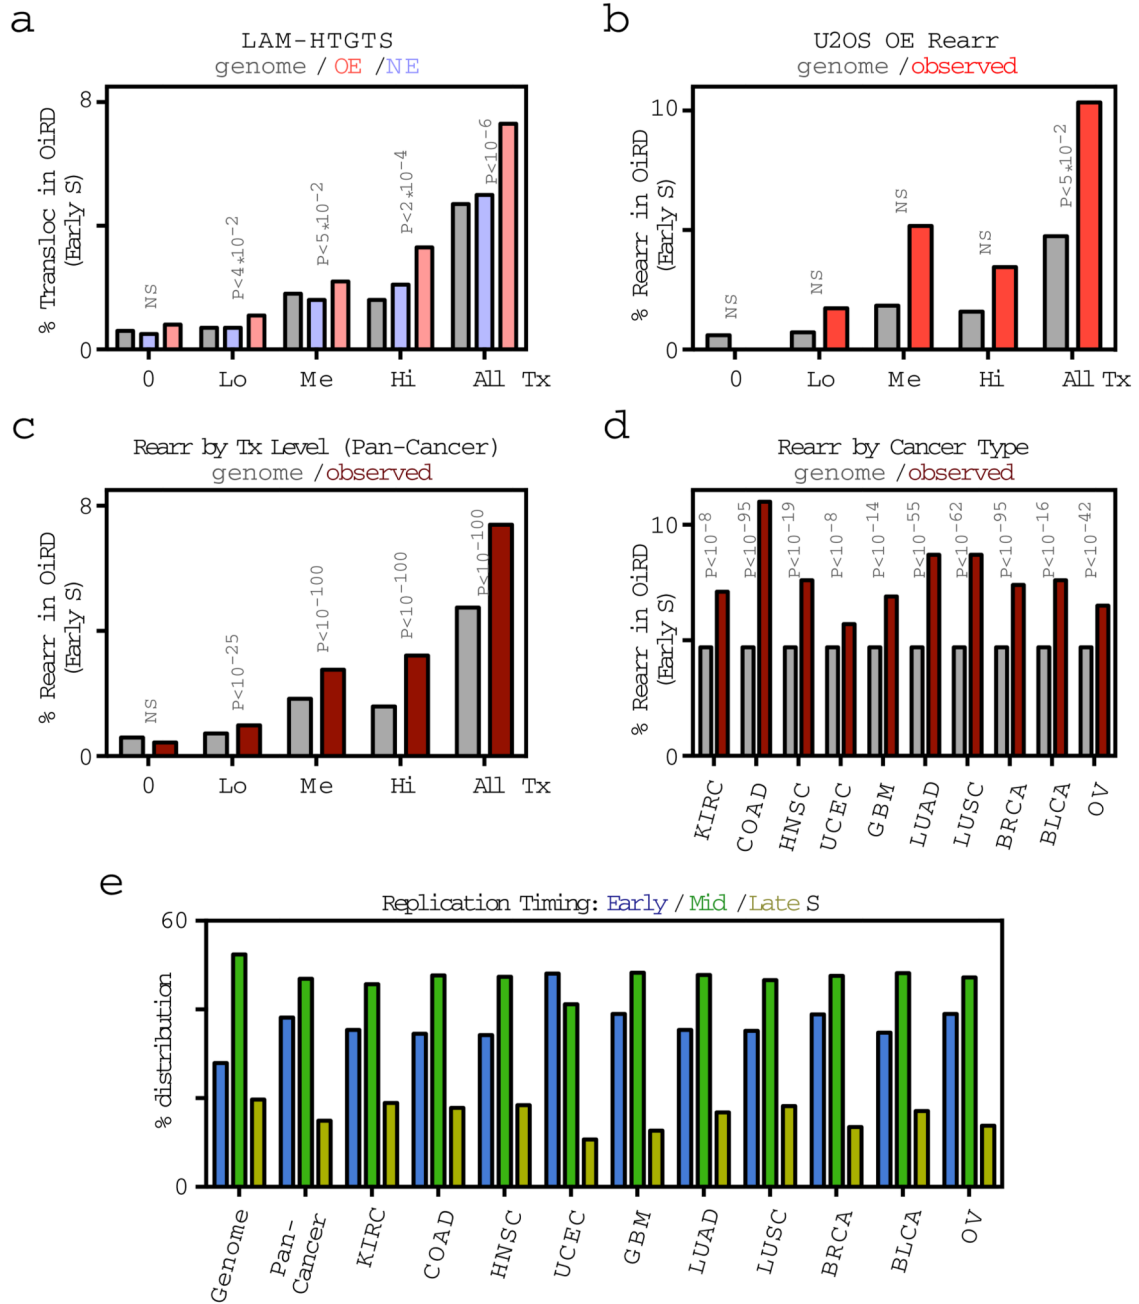 a
LAM-HTGTS
genome / OE / NE
% Transloc in OiRD
(Early S)
8
0
NS
P<4*10-2
P<5*10-2
P<2*10-4
P<10-6
0 Lo Me Hi All Tx
b
U2OS OE Rearr
genome / observed
% Rearr in OiRD
(Early S)
10
0
NS
NS
NS
NS
P<5*10-2
0 Lo Me Hi All Tx
c
Rearr by Tx Level (Pan-Cancer)
genome / observed
% Rearr in OiRD
(Early S)
8
4
0
NS
P<10-25
P<10-100
P<10-100
P<10-100
0 Lo Me Hi All Tx
d
Rearr by Cancer Type
genome / observed
% Rearr in OiRD
(Early S)
10
0
P<10-8
P<10-95
P<10-19
P<10-8
P<10-14
P<10-55
P<10-62
P<10-95
P<10-16
P<10-42
KIRC COAD HNSC UCEC GBM LUAD LUSC BRCA BLCA OV
e
Replication Timing: Early / Mid / Late S
% distribution
60
0
Genome Pan-Cancer KIRC COAD HNSC UCEC GBM LUAD LUSC BRCA BLCA OV